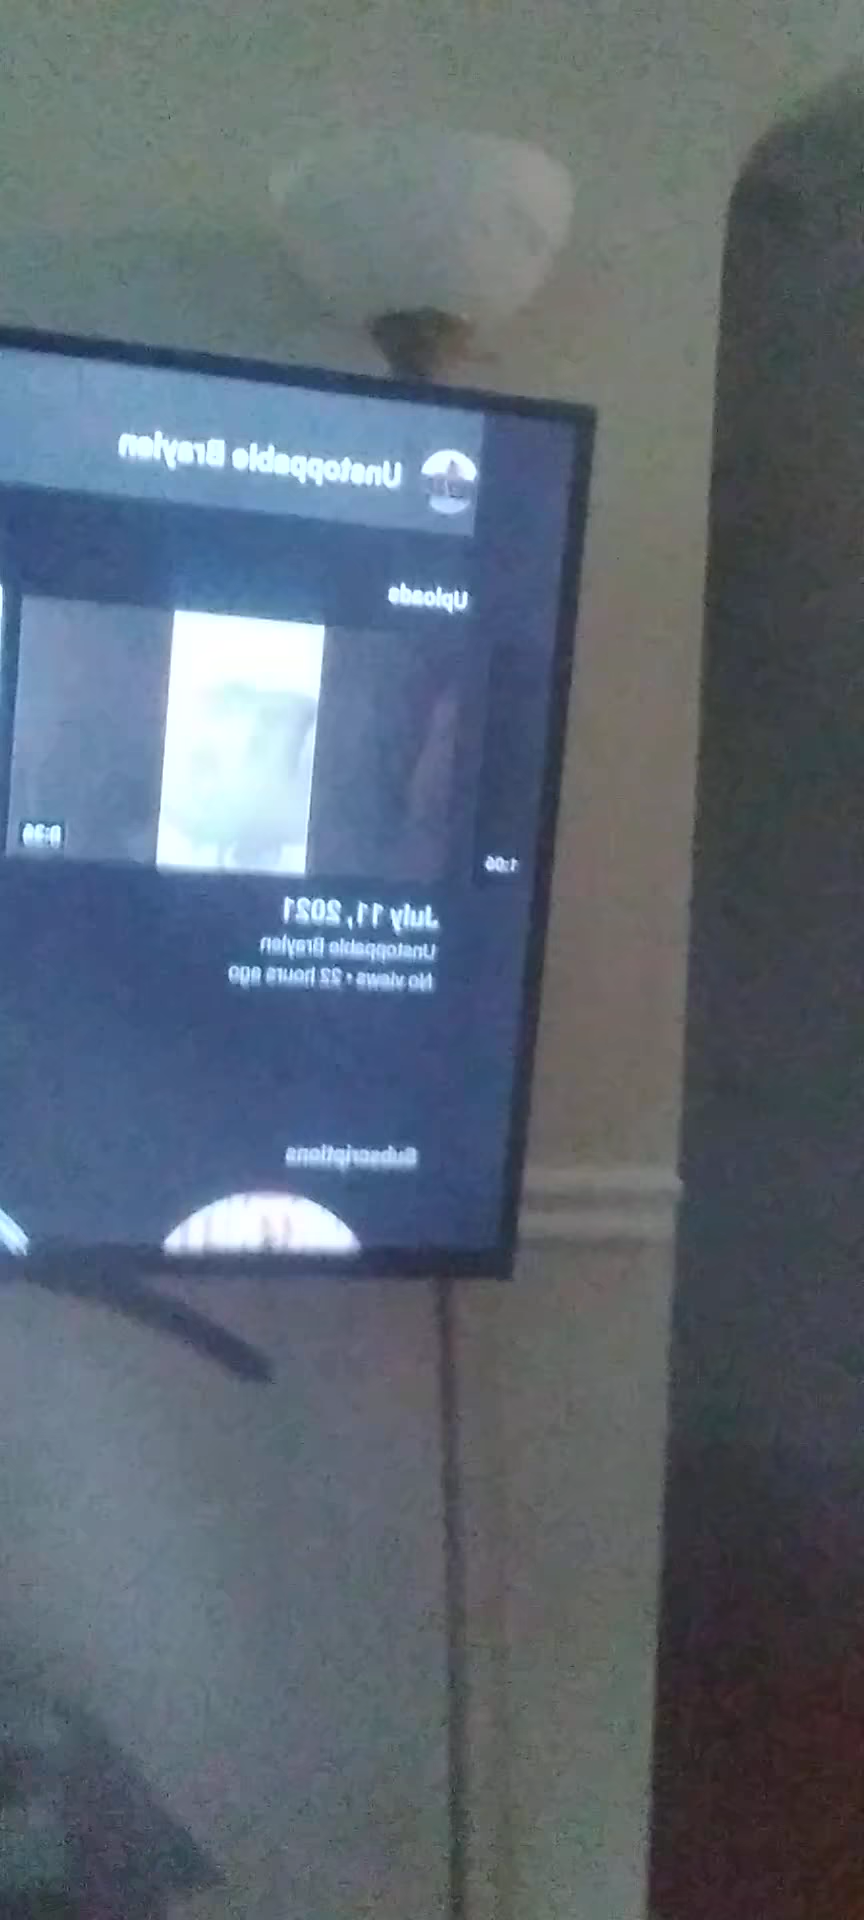 Unstoppable Braylen
Uploads
1:06
July 11, 2021
Unstoppable Braylen
No views • 22 hours ago
Subscriptions